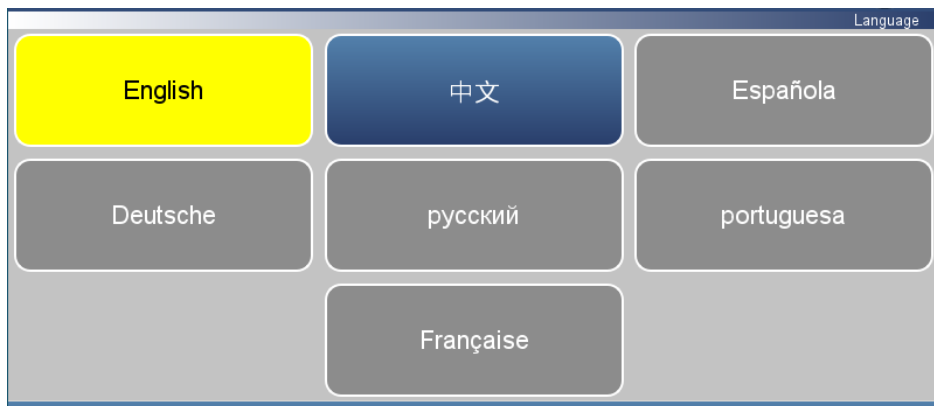 Language
English
中文
Española
Deutsche
русский
portuguesa
Française